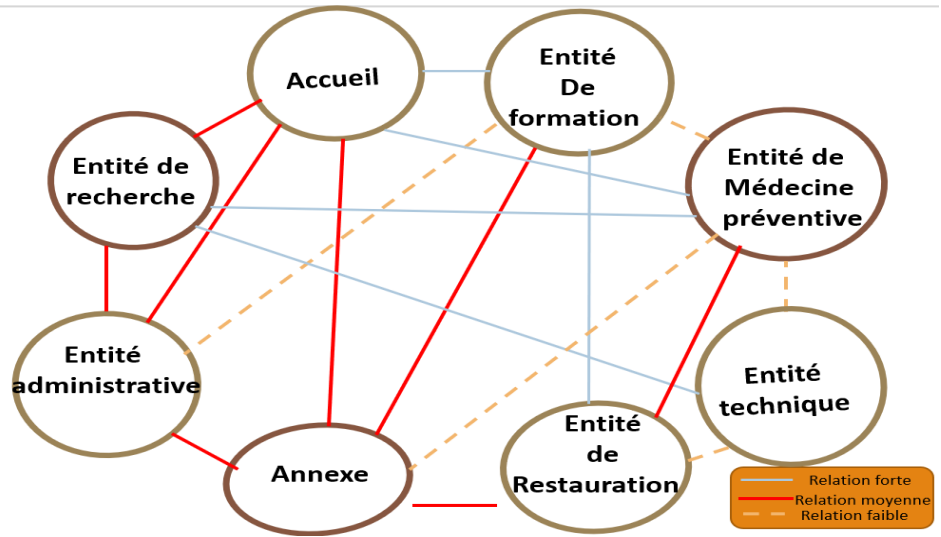 Accueil
Entité
De
formation
Entité de
recherche
Entité de
Médecine
préventive
Entité
administrative
Entité
technique
Annexe
Entité
de
Restauration
Relation forte
Relation moyenne
Relation faible